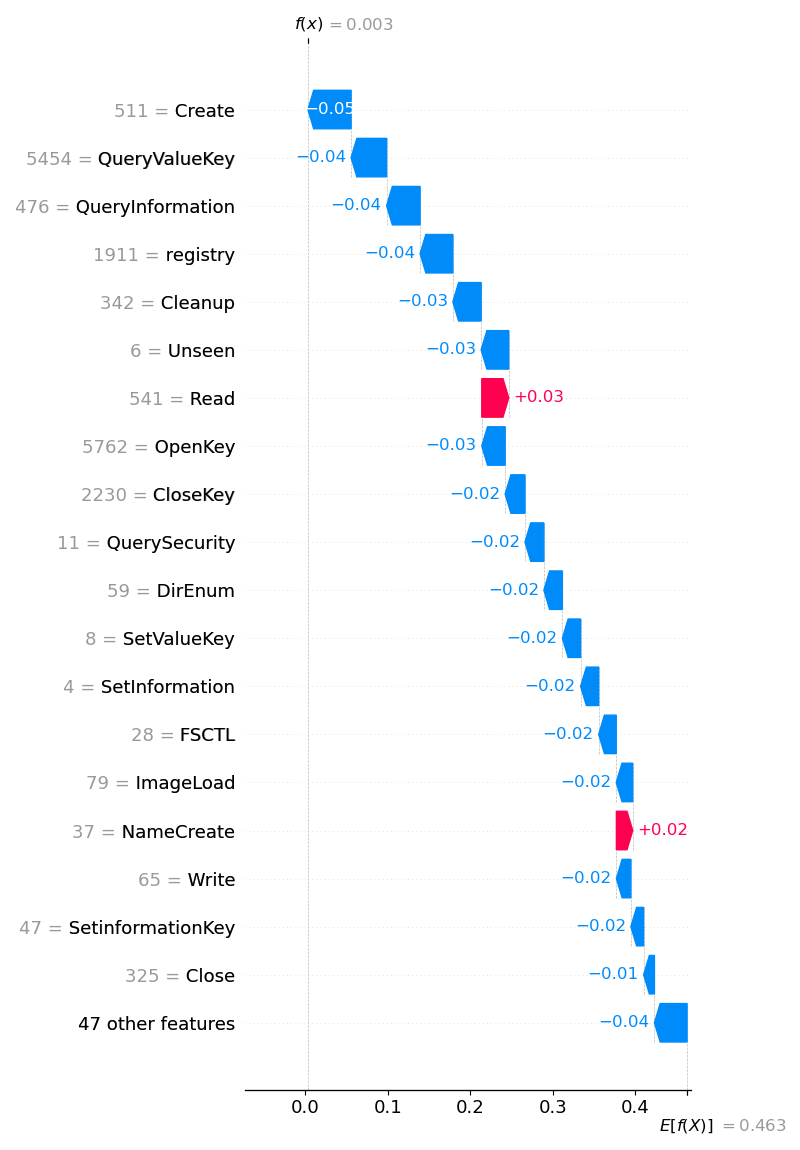 f(x) = 0.003
511 = Create −0.05
5454 = QueryValueKey −0.04
476 = QueryInformation −0.04
1911 = registry −0.04
342 = Cleanup −0.03
6 = Unseen −0.03
541 = Read +0.03
5762 = OpenKey −0.03
2230 = CloseKey −0.02
11 = QuerySecurity −0.02
59 = DirEnum −0.02
8 = SetValueKey −0.02
4 = SetInformation −0.02
28 = FSCTL −0.02
79 = ImageLoad −0.02
37 = NameCreate +0.02
65 = Write −0.02
47 = SetinformationKey −0.02
325 = Close −0.01
47 other features −0.04
0.0 0.1 0.2 0.3 0.4
E[f(X)] = 0.463